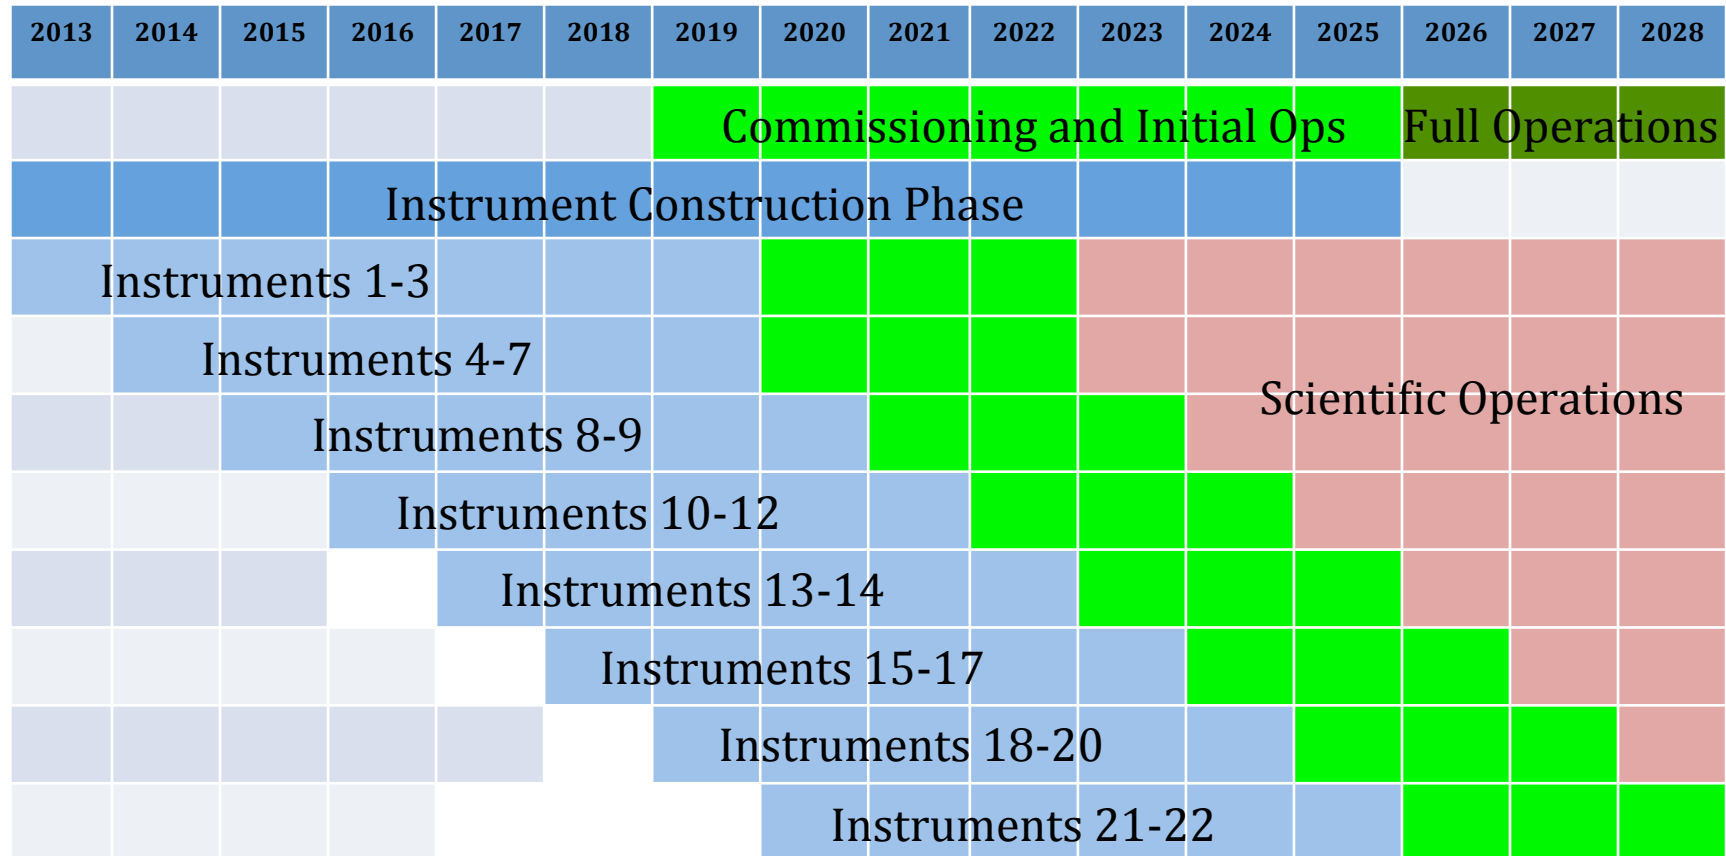 2013 2014 2015 2016 2017 2018 2019 2020 2021 2022 2023 2024 2025 2026 2027 2028
Commissioning and Initial Ops Full Operations
Instrument Construction Phase
Instruments 1-3
Instruments 4-7
Scientific Operations
Instruments 8-9
Instruments 10-12
Instruments 13-14
Instruments 15-17
Instruments 18-20
Instruments 21-22